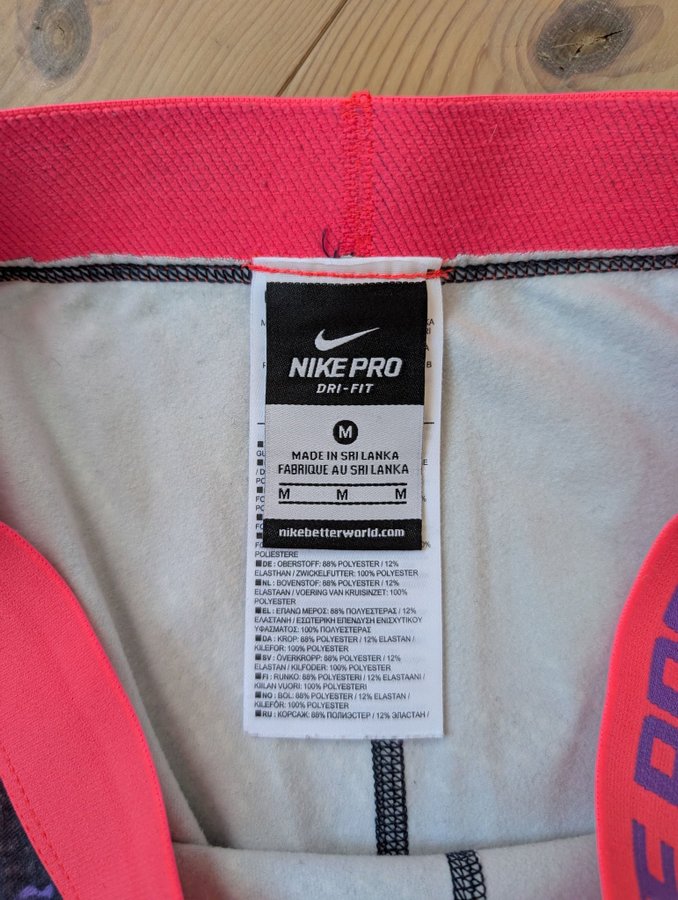 NIKE PRO
DRI-FIT
M
MADE IN SRI LANKA
FABRIQUE AU SRI LANKA
M M M
nikebetterworld.com
POLIESTERE
DE: OBERSTOFF: 88% POLYESTER / 12%
ELASTHAN / ZWICKELFUTTER: 100% POLYESTER
NL: BOVENSTOF: 88% POLYESTER / 12%
ELASTAAN / VOERING VAN KRUISINZET: 100%
POLYESTER
EL: ΕΠΑΝΩ ΜΕΡΟΣ: 88% ΠΟΛΥΕΣΤΕΡΑΣ / 12%
ΕΛΑΣΤΑΝΗ / ΕΣΩΤΕΡΙΚΗ ΕΠΕΝΔΥΣΗ ΕΝΙΣΧΥΤΙΚΟΥ
ΥΦΑΣΜΑΤΟΣ: 100% ΠΟΛΥΕΣΤΕΡΑΣ
DA: KROP: 88% POLYESTER / 12% ELASTAN /
KILEFOR: 100% POLYESTER
SV: ÖVERKROPP: 88% POLYESTER / 12%
ELASTAN / KILFODER: 100% POLYESTER
FI: RUNKO: 88% POLYESTERI / 12% ELASTAANI /
KIILAN VUORI: 100% POLYESTERI
NO: BOL: 88% POLYESTER / 12% ELASTAN /
KILEFÔR: 100% POLYESTER
RU: КОРСАЖ: 88% ПОЛИЭСТЕР / 12% ЭЛАСТАН /